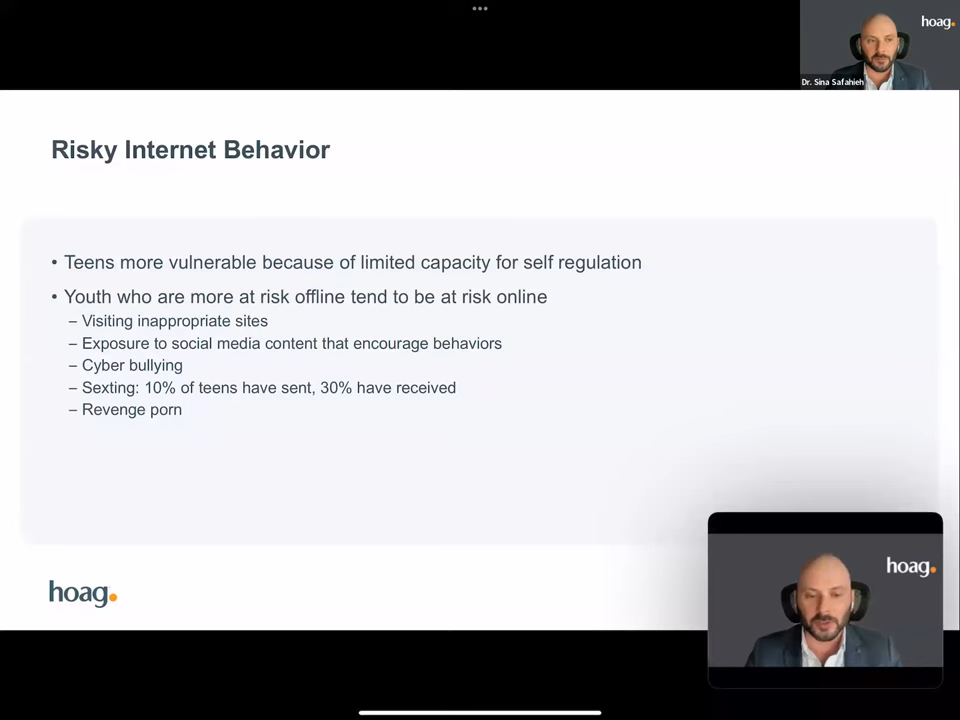 hoag.
Dr. Sina Safahieh
Risky Internet Behavior
• Teens more vulnerable because of limited capacity for self regulation
• Youth who are more at risk offline tend to be at risk online
– Visiting inappropriate sites
– Exposure to social media content that encourage behaviors
– Cyber bullying
– Sexting: 10% of teens have sent, 30% have received
– Revenge porn
hoag.
hoag.